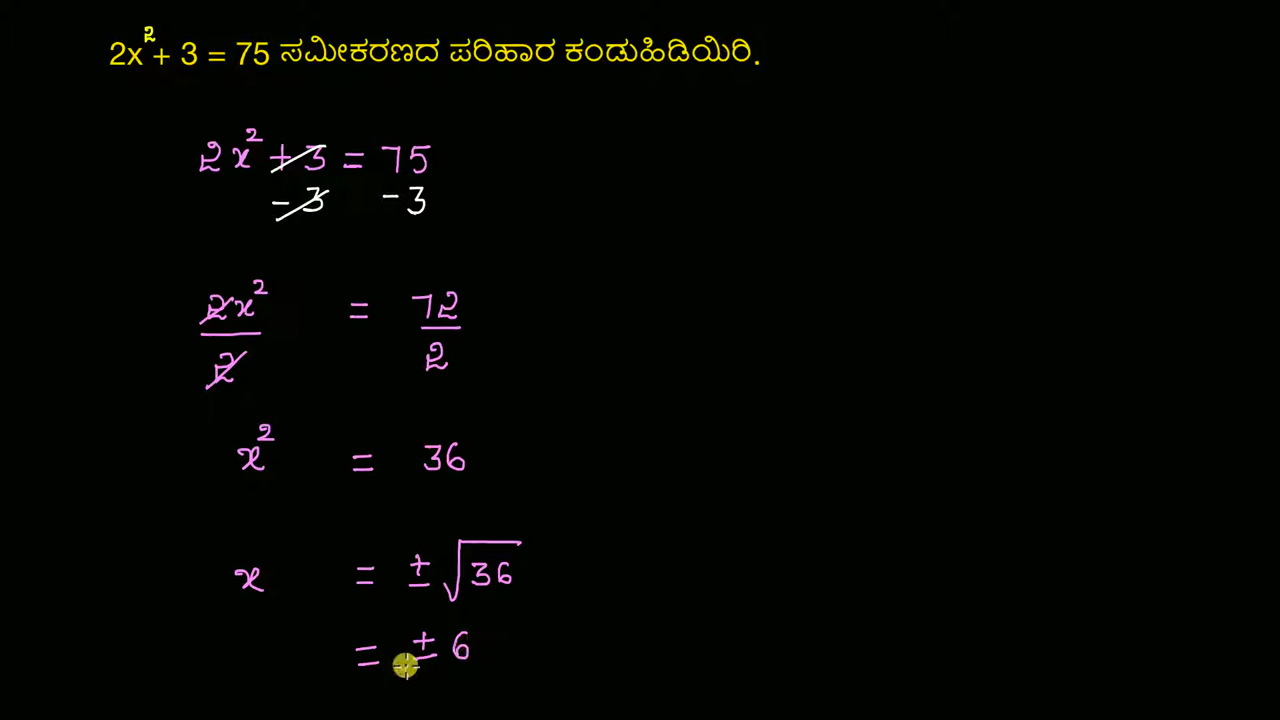 2x² + 3 = 75 ಸಮೀಕರಣದ ಪರಿಹಾರ ಕಂಡುಹಿಡಿಯಿರಿ.
2x² + 3 = 75
- 3 - 3
2x² = 72
2 2
x² = 36
x = ± √36
= ± 6